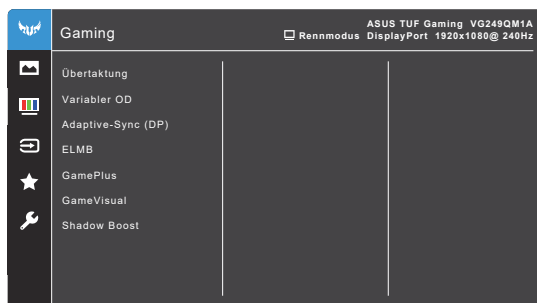 Gaming
ASUS TUF Gaming VG249QM1A
Rennmodus DisplayPort 1920x1080@ 240Hz
Übertaktung
Variabler OD
Adaptive-Sync (DP)
ELMB
GamePlus
GameVisual
Shadow Boost